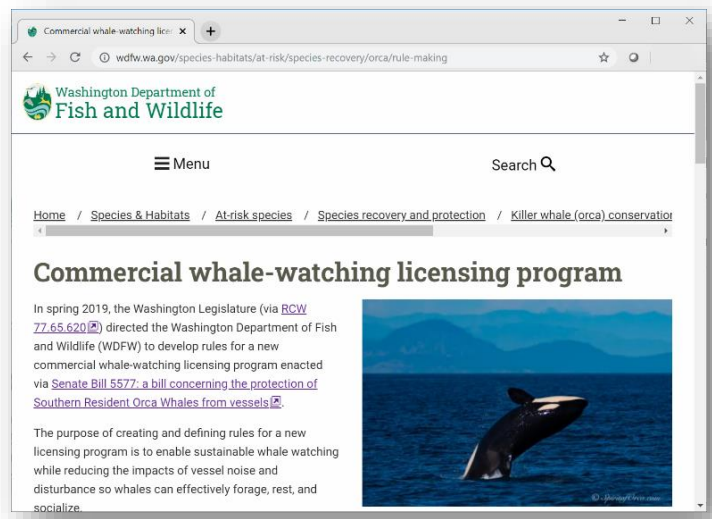 Commercial whale-watching licer
wdfw.wa.gov/species-habitats/at-risk/species-recovery/orca/rule-making
Washington Department of
Fish and Wildlife
Menu
Search
Home / Species & Habitats / At-risk species / Species recovery and protection / Killer whale (orca) conservation
Commercial whale-watching licensing program
In spring 2019, the Washington Legislature (via RCW
77.65.620) directed the Washington Department of Fish
and Wildlife (WDFW) to develop rules for a new
commercial whale-watching licensing program enacted
via Senate Bill 5577: a bill concerning the protection of
Southern Resident Orca Whales from vessels.
The purpose of creating and defining rules for a new
licensing program is to enable sustainable whale watching
while reducing the impacts of vessel noise and
disturbance so whales can effectively forage, rest, and
socialize.